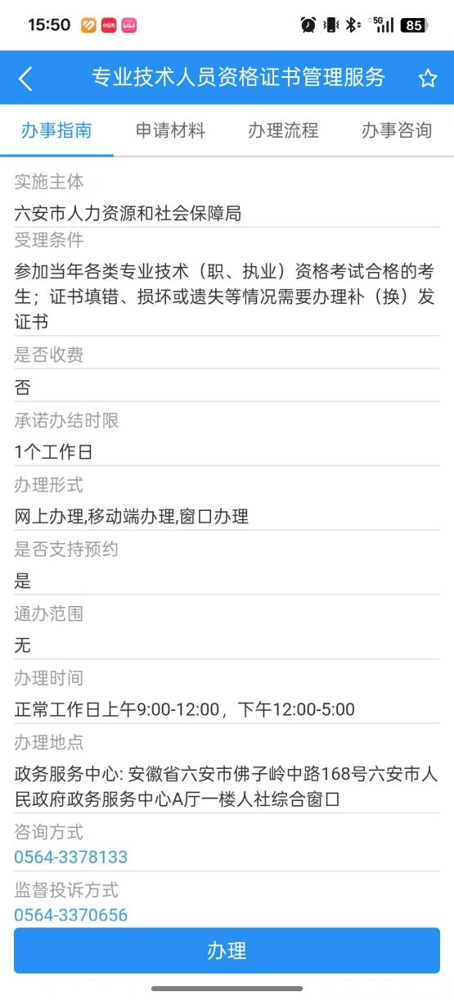 15:50
5G
85
专业技术人员资格证书管理服务
办事指南
申请材料
办理流程
办事咨询
实施主体
六安市人力资源和社会保障局
受理条件
参加当年各类专业技术（职、执业）资格考试合格的考
生；证书填错、损坏或遗失等情况需要办理补（换）发
证书
是否收费
否
承诺办结时限
1个工作日
办理形式
网上办理,移动端办理,窗口办理
是否支持预约
是
通办范围
无
办理时间
正常工作日上午9:00-12:00，下午12:00-5:00
办理地点
政务服务中心: 安徽省六安市佛子岭中路168号六安市人
民政府政务服务中心A厅一楼人社综合窗口
咨询方式
0564-3378133
监督投诉方式
0564-3370656
办理